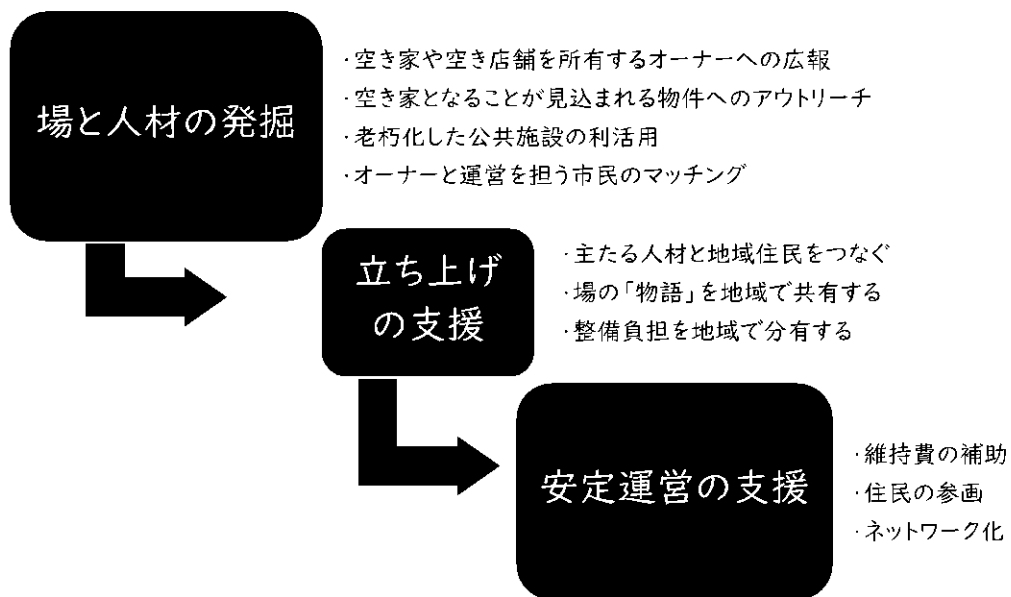 場と人材の発掘
・空き家や空き店舗を所有するオーナーへの広報
・空き家となることが見込まれる物件へのアウトリーチ
・老朽化した公共施設の利活用
・オーナーと運営を担う市民のマッチング
立ち上げ
の支援
・主たる人材と地域住民をつなぐ
・場の「物語」を地域で共有する
・整備負担を地域で分有する
安定運営の支援
・維持費の補助
・住民の参画
・ネットワーク化